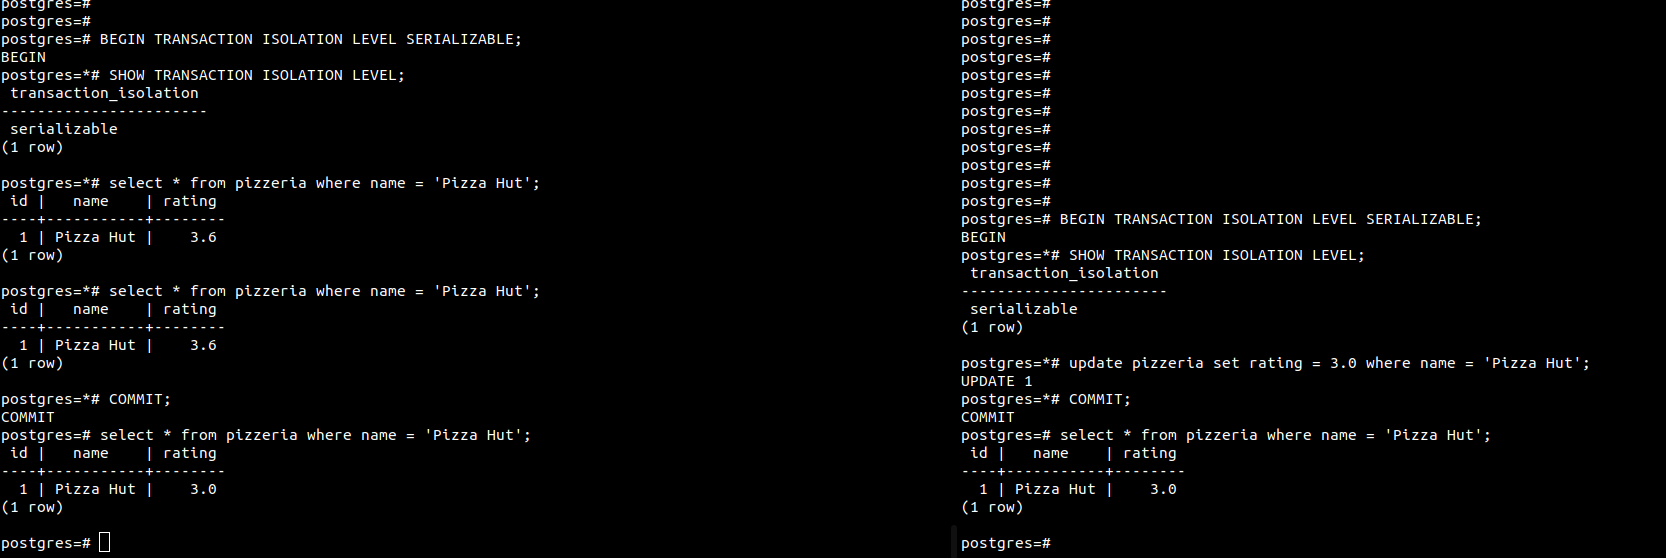 postgres=#
postgres=#
postgres=# BEGIN TRANSACTION ISOLATION LEVEL SERIALIZABLE;
BEGIN
postgres=*# SHOW TRANSACTION ISOLATION LEVEL;
 transaction_isolation
-----------------------
 serializable
(1 row)

postgres=*# select * from pizzeria where name = 'Pizza Hut';
 id |   name    | rating
----+-----------+--------
  1 | Pizza Hut |    3.6
(1 row)

postgres=*# select * from pizzeria where name = 'Pizza Hut';
 id |   name    | rating
----+-----------+--------
  1 | Pizza Hut |    3.6
(1 row)

postgres=*# COMMIT;
COMMIT
postgres=# select * from pizzeria where name = 'Pizza Hut';
 id |   name    | rating
----+-----------+--------
  1 | Pizza Hut |    3.0
(1 row)

postgres=#
postgres=#
postgres=#
postgres=#
postgres=#
postgres=#
postgres=#
postgres=#
postgres=#
postgres=#
postgres=#
postgres=#
postgres=#
postgres=# BEGIN TRANSACTION ISOLATION LEVEL SERIALIZABLE;
BEGIN
postgres=*# SHOW TRANSACTION ISOLATION LEVEL;
 transaction_isolation
-----------------------
 serializable
(1 row)

postgres=*# update pizzeria set rating = 3.0 where name = 'Pizza Hut';
UPDATE 1
postgres=*# COMMIT;
COMMIT
postgres=# select * from pizzeria where name = 'Pizza Hut';
 id |   name    | rating
----+-----------+--------
  1 | Pizza Hut |    3.0
(1 row)

postgres=#